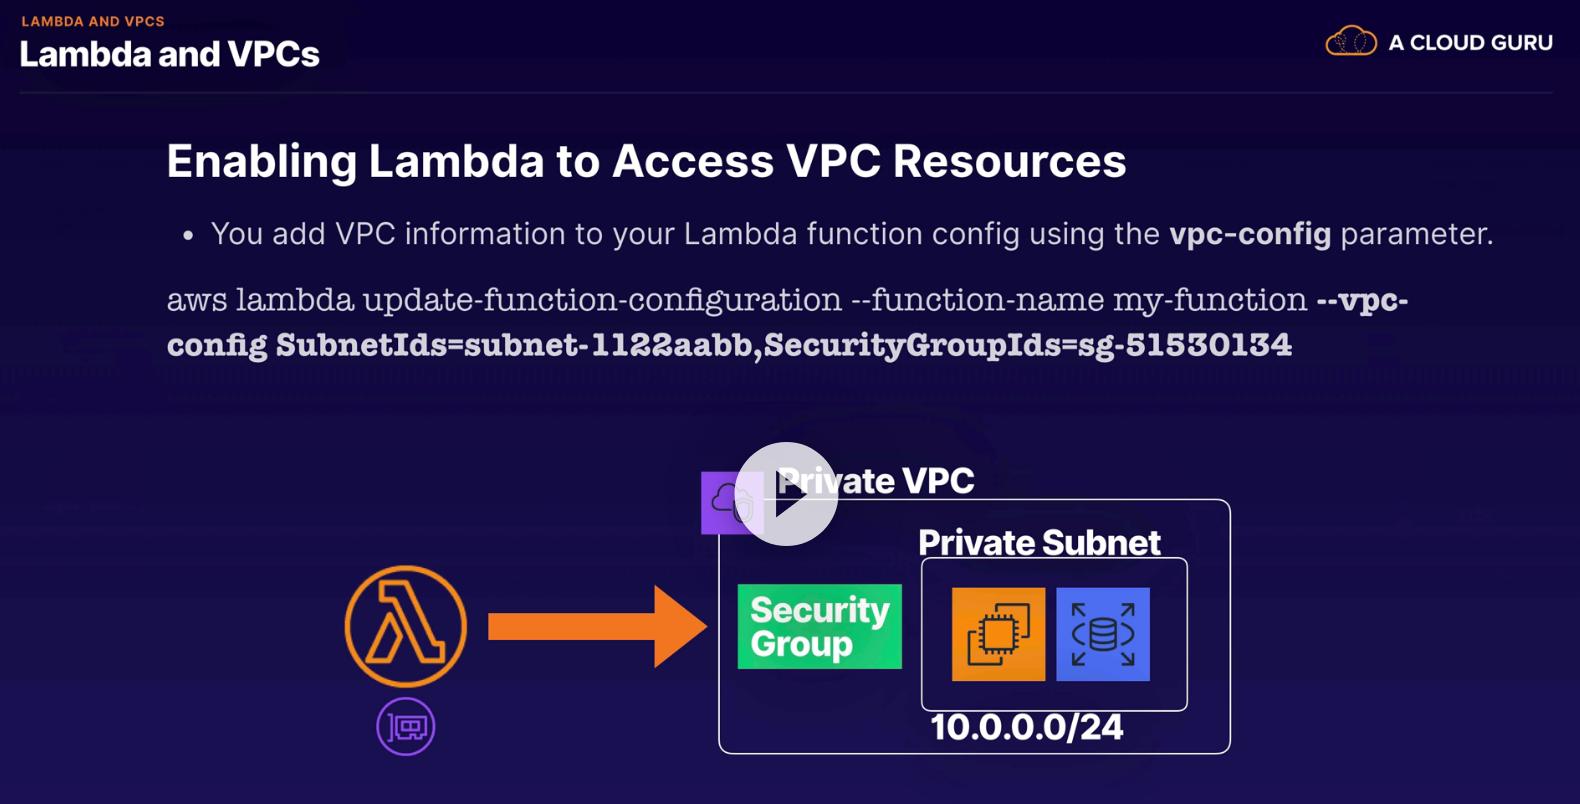 LAMBDA AND VPCS
Lambda and VPCs
A CLOUD GURU
Enabling Lambda to Access VPC Resources
• You add VPC information to your Lambda function config using the vpc-config parameter.
aws lambda update-function-configuration --function-name my-function --vpc-
config SubnetIds=subnet-1122aabb,SecurityGroupIds=sg-51530134
Private VPC
Private Subnet
Security
Group
10.0.0.0/24